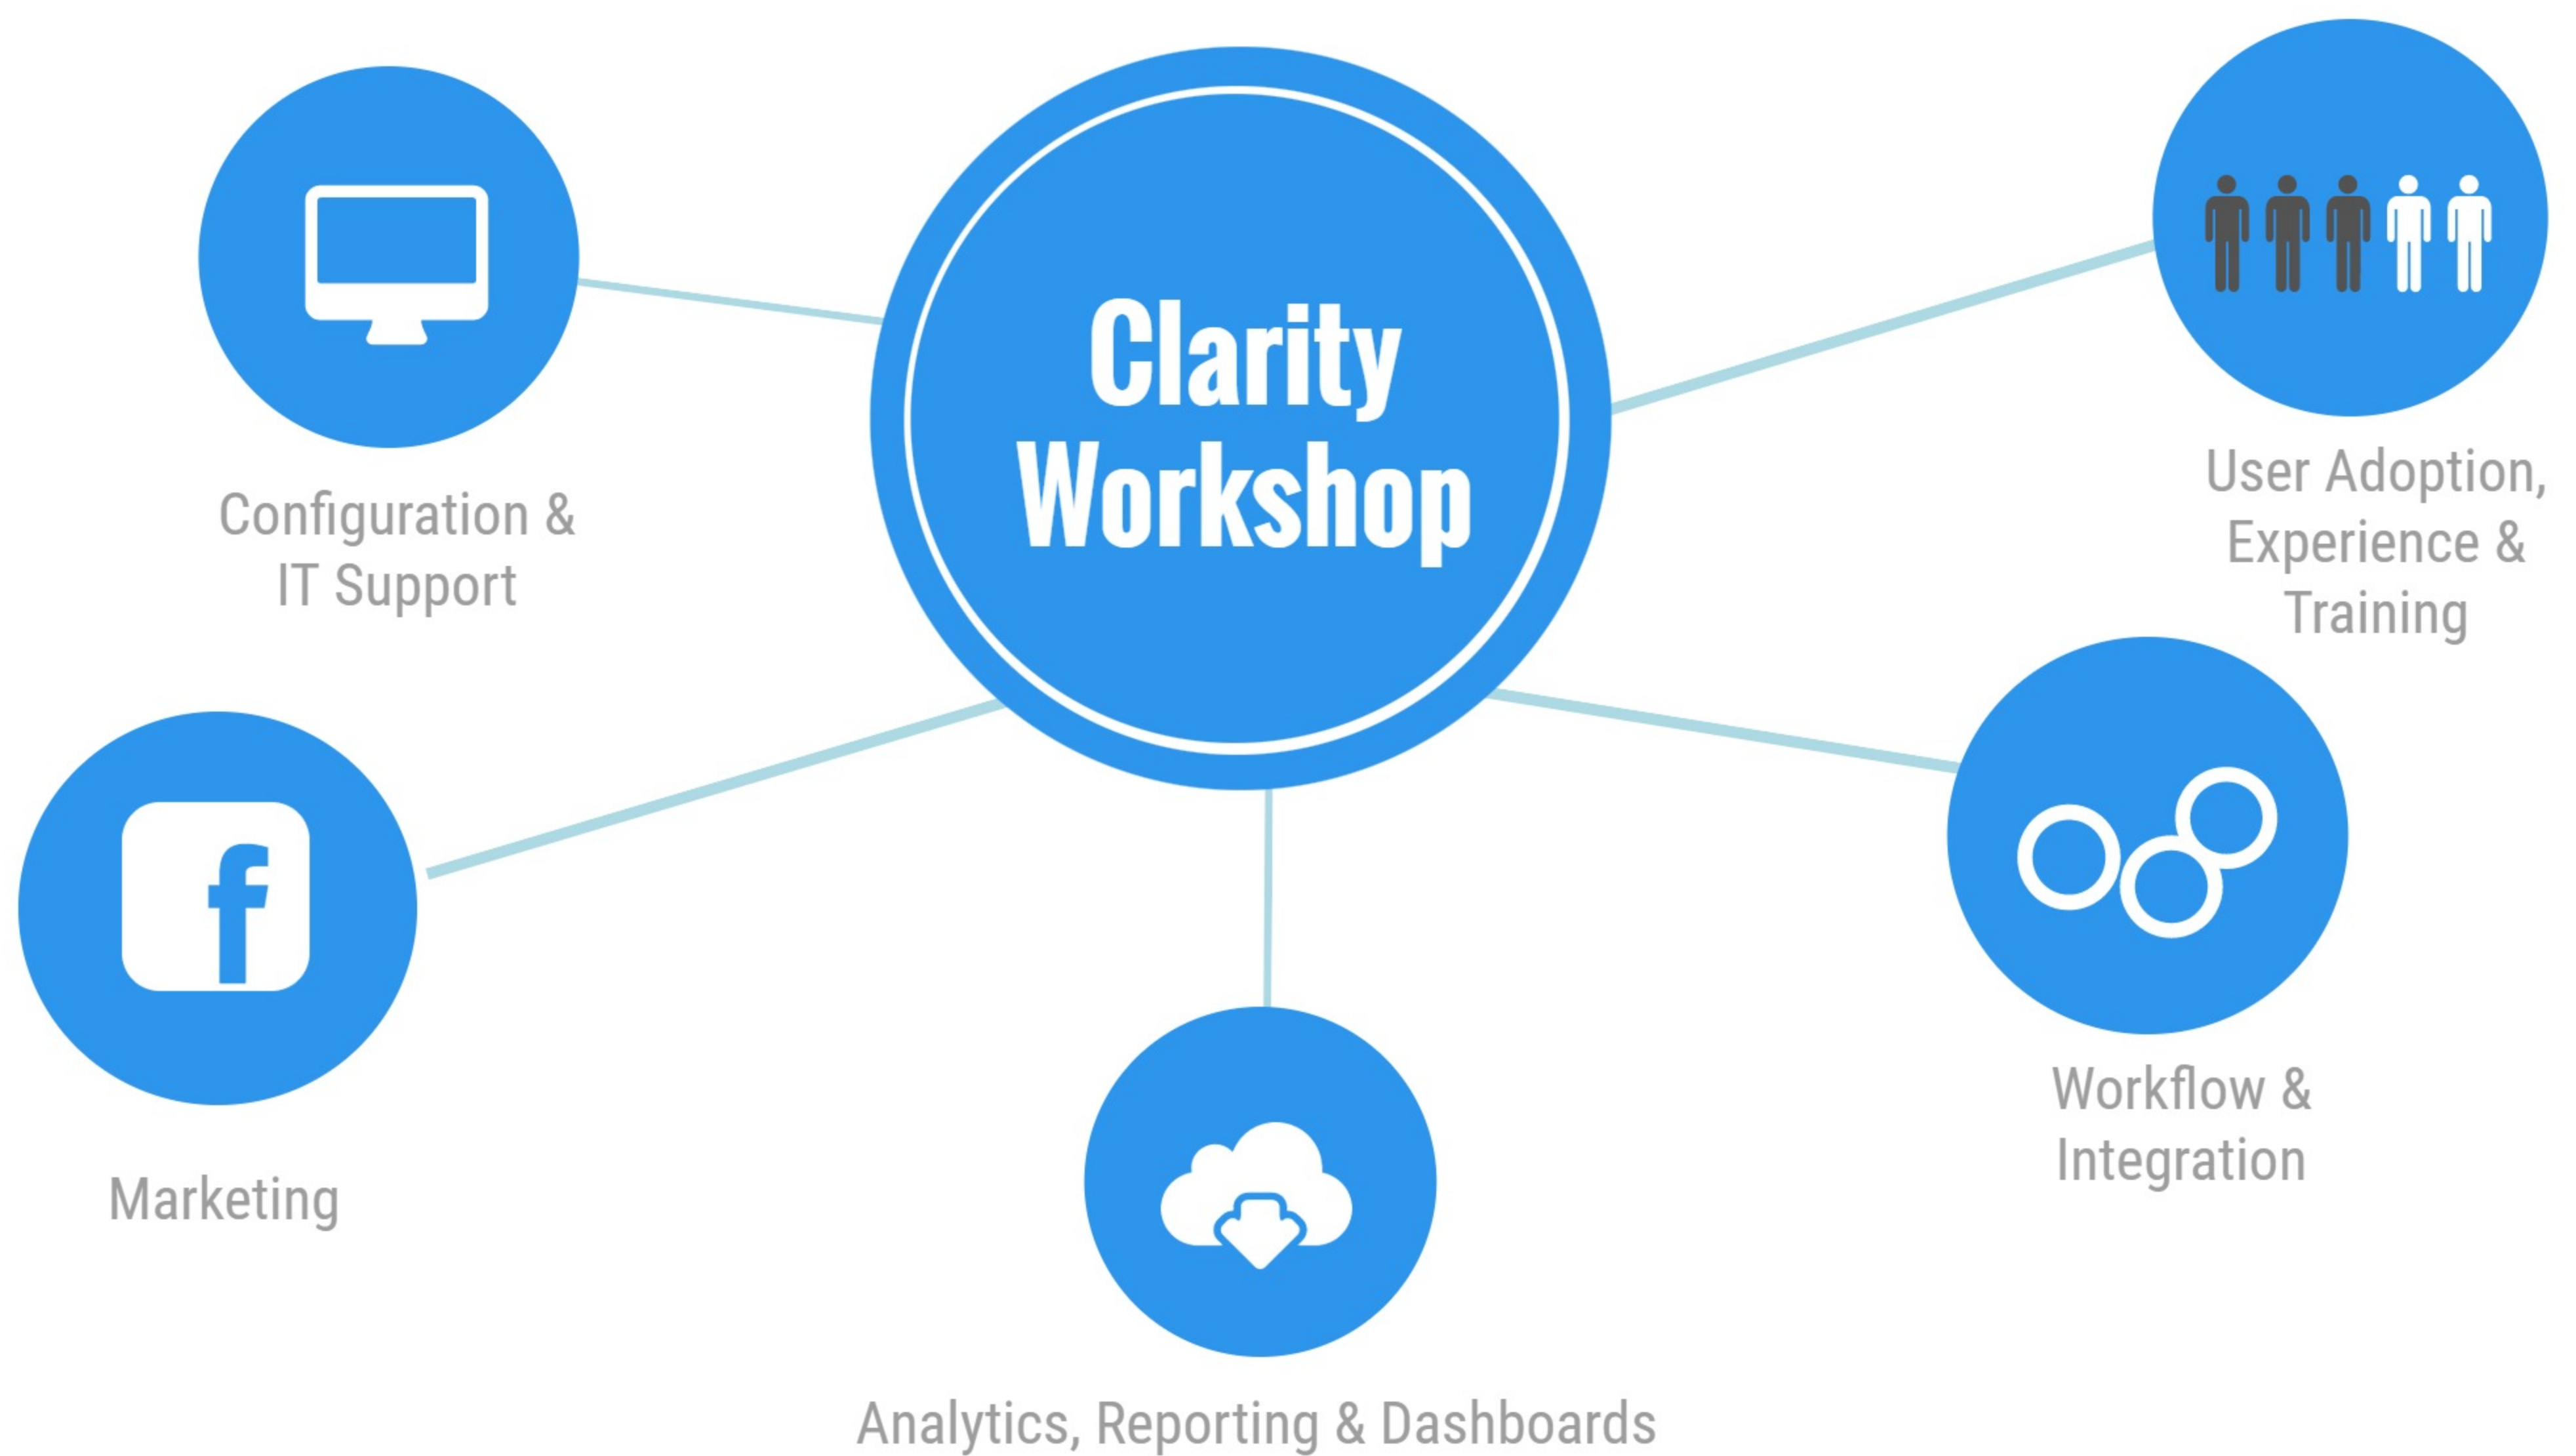 Clarity
Workshop
Configuration &
IT Support
User Adoption,
Experience &
Training
f
Marketing
Workflow &
Integration
Analytics, Reporting & Dashboards